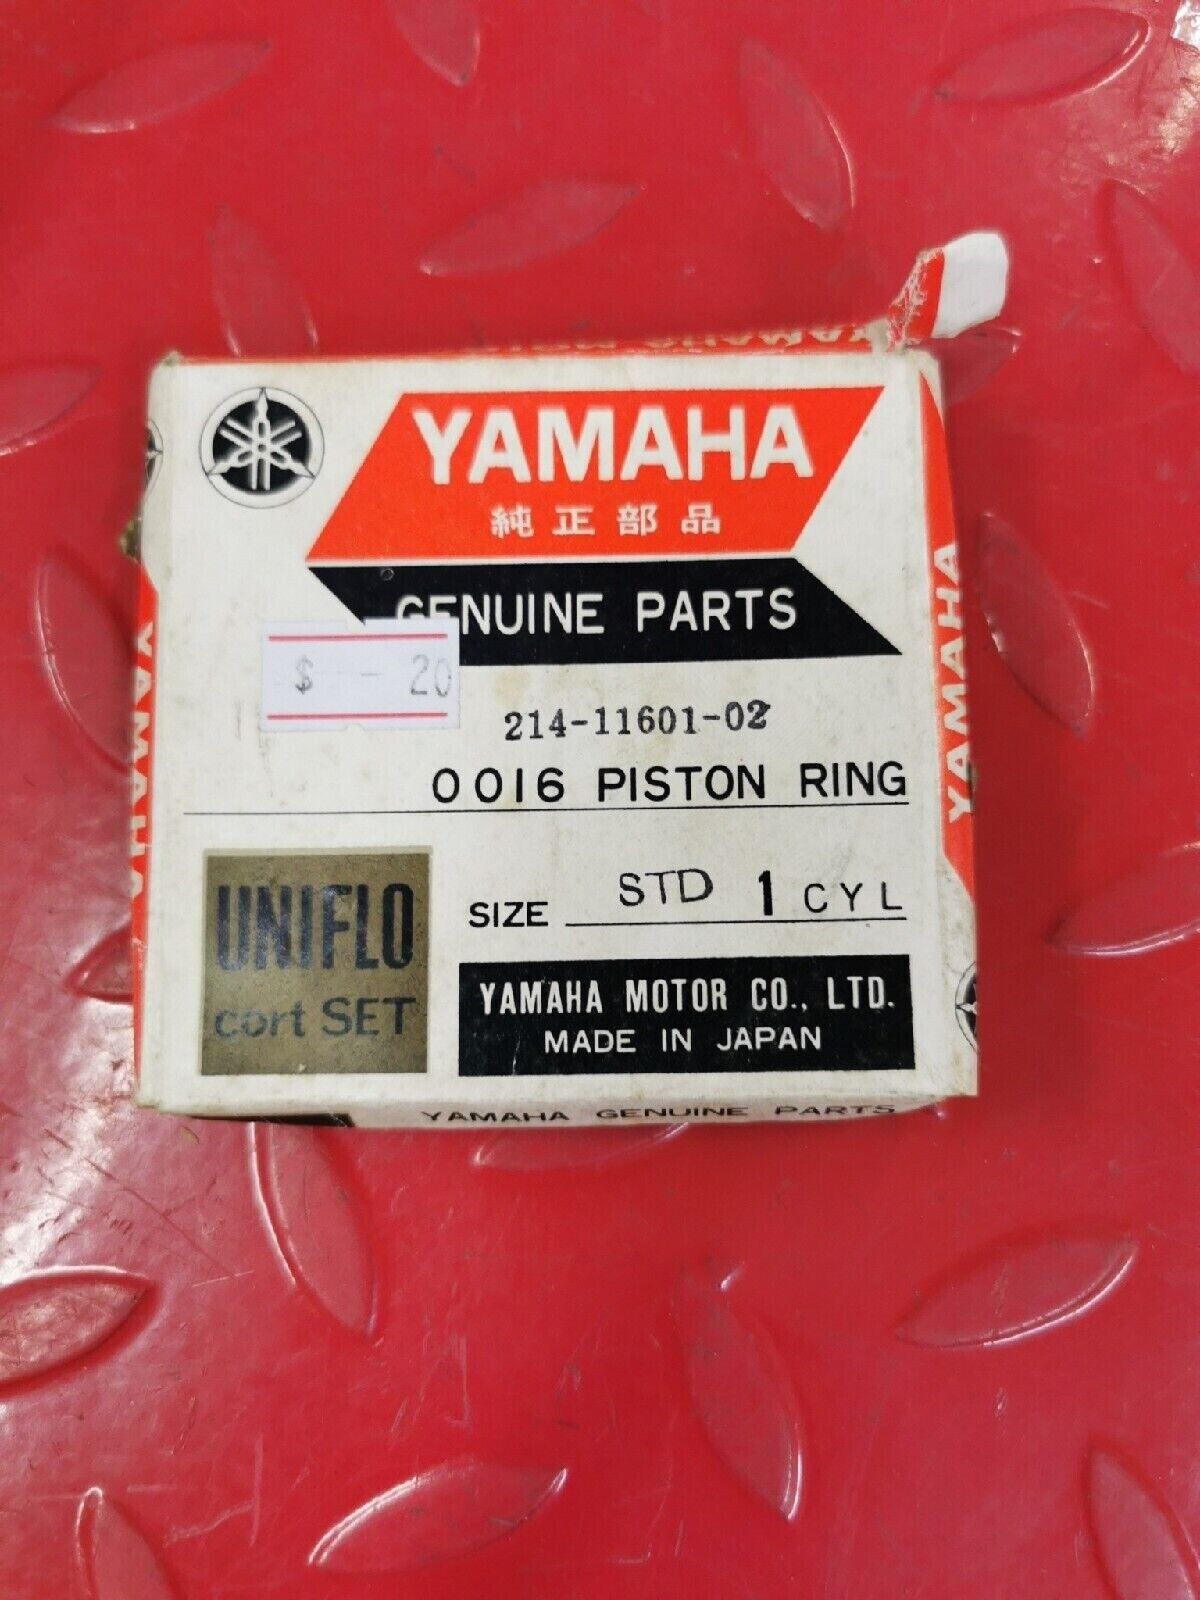 YAMAHA
純正部品
GENUINE PARTS
$ - 20
214-11601-02
0016 PISTON RING
UNIFLO
cort SET
SIZE STD 1 CYL
YAMAHA MOTOR CO., LTD.
MADE IN JAPAN
YAMAHA GENUINE PARTS
YAMAHA
YAMAHA